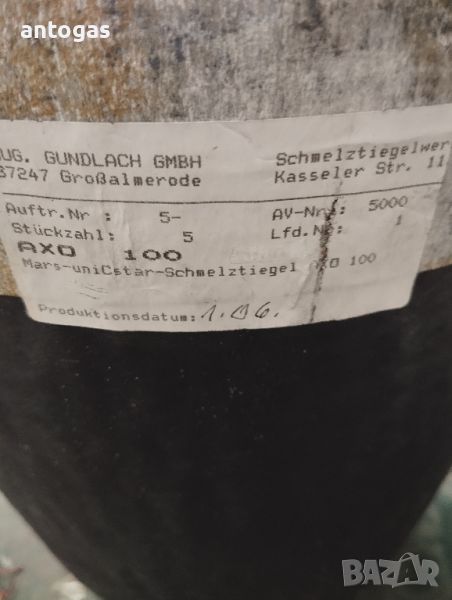 antogas
UG. GUNDLACH GMBH Schmelztiegelwer
37247 Großalmerode Kasseler Str. 11
Auftr.Nr : 5- AV-Nr.: 5000
Stückzahl: 5 Lfd.Nr: 1
AXO 100
Mars-uniCstar-Schmelztiegel AXO 100
Produktionsdatum: 1.06.
BAZAR